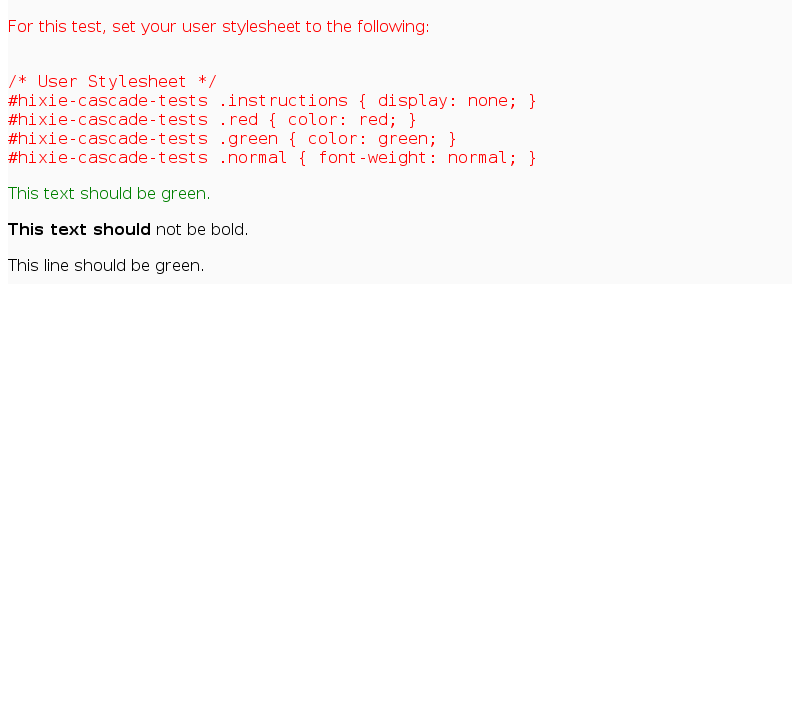 For this test, set your user stylesheet to the following:
/* User Stylesheet */
#hixie-cascade-tests .instructions { display: none; }
#hixie-cascade-tests .red { color: red; }
#hixie-cascade-tests .green { color: green; }
#hixie-cascade-tests .normal { font-weight: normal; }
This text should be green.
This text should not be bold.
This line should be green.